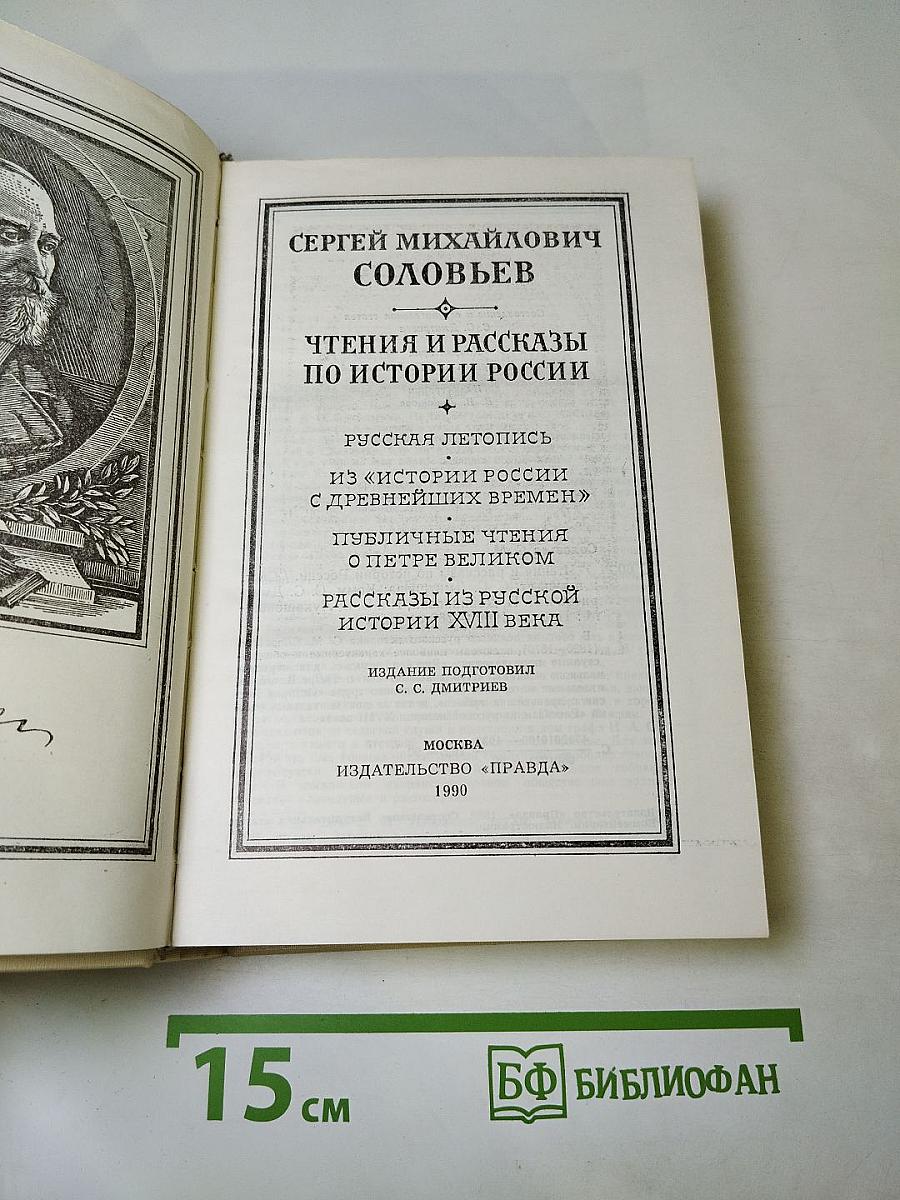 СЕРГЕЙ МИХАЙЛОВИЧ
СОЛОВЬЕВ
ЧТЕНИЯ И РАССКАЗЫ
ПО ИСТОРИИ РОССИИ
РУССКАЯ ЛЕТОПИСЬ
ИЗ «ИСТОРИИ РОССИИ
С ДРЕВНЕЙШИХ ВРЕМЕН»
ПУБЛИЧНЫЕ ЧТЕНИЯ
О ПЕТРЕ ВЕЛИКОМ
РАССКАЗЫ ИЗ РУССКОЙ
ИСТОРИИ XVIII ВЕКА
ИЗДАНИЕ ПОДГОТОВИЛ
С. С. ДМИТРИЕВ
МОСКВА
ИЗДАТЕЛЬСТВО «ПРАВДА»
1990
15 см
БФ БИБЛИОФАН